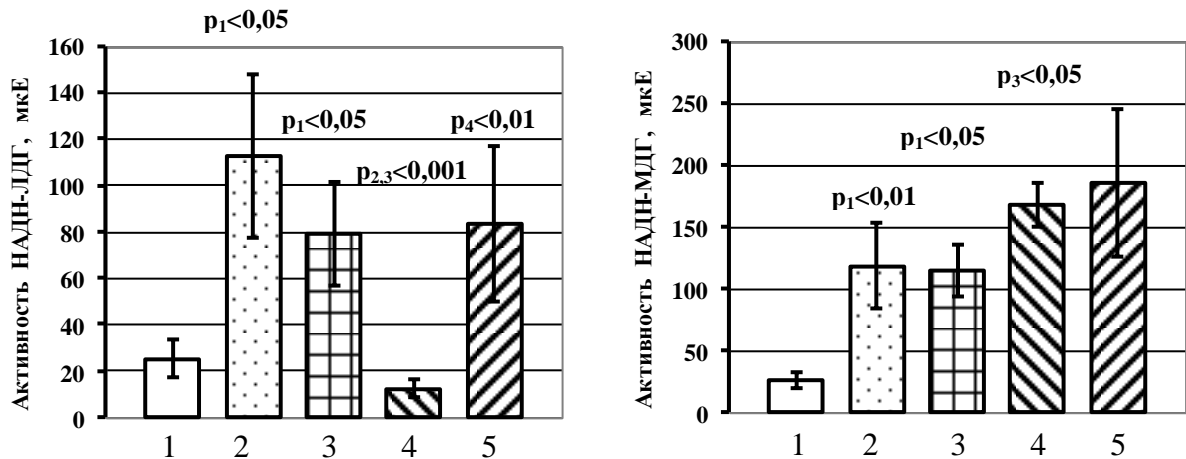 p₁<0,05
Активность НАДН-ЛДГ, мкЕ
160
140
120
100
80
60
40
20
0
p₁<0,05
p₄<0,01
p₂,₃<0,001
1 2 3 4 5
Активность НАДН-МДГ, мкЕ
300
250
200
150
100
50
0
p₃<0,05
p₁<0,05
p₁<0,01
1 2 3 4 5